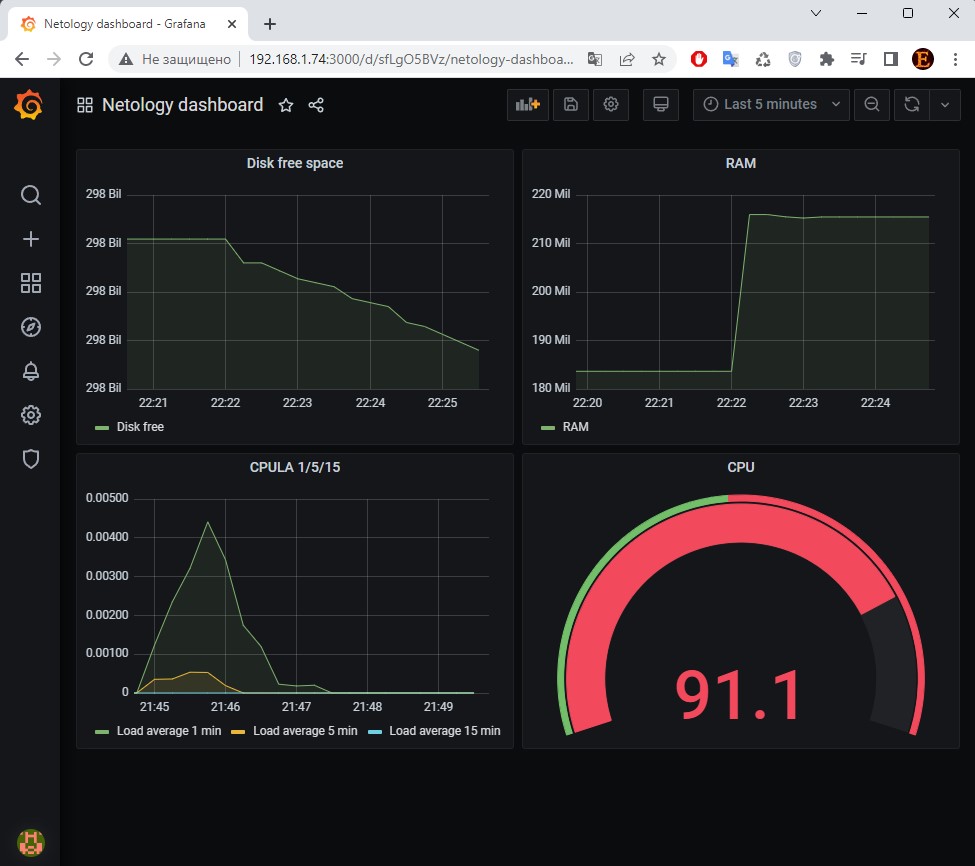 Netology dashboard - Grafana
Не защищено
192.168.1.74:3000/d/sfLgO5BVz/netology-dashboa...
E
Netology dashboard
Last 5 minutes
Disk free space
298 Bil
298 Bil
298 Bil
298 Bil
298 Bil
22:21 22:22 22:23 22:24 22:25
Disk free
RAM
220 Mil
210 Mil
200 Mil
190 Mil
180 Mil
22:20 22:21 22:22 22:23 22:24
RAM
CPULA 1/5/15
0.00500
0.00400
0.00300
0.00200
0.00100
0
21:45 21:46 21:47 21:48 21:49
Load average 1 min Load average 5 min Load average 15 min
CPU
91.1